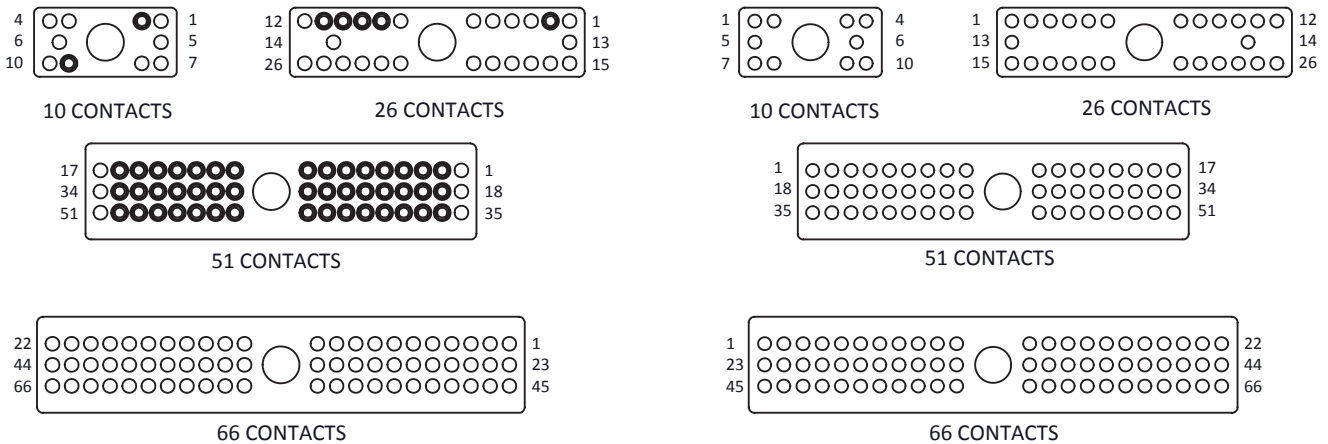 4 1 12 1 1 4 1 12
6 5 14 13 5 6 13 14
10 7 26 15 7 10 15 26
10 CONTACTS 26 CONTACTS 10 CONTACTS 26 CONTACTS
17 1 1 17
34 18 18 34
51 35 35 51
51 CONTACTS 51 CONTACTS
22 1 1 22
44 23 23 44
66 45 45 66
66 CONTACTS 66 CONTACTS